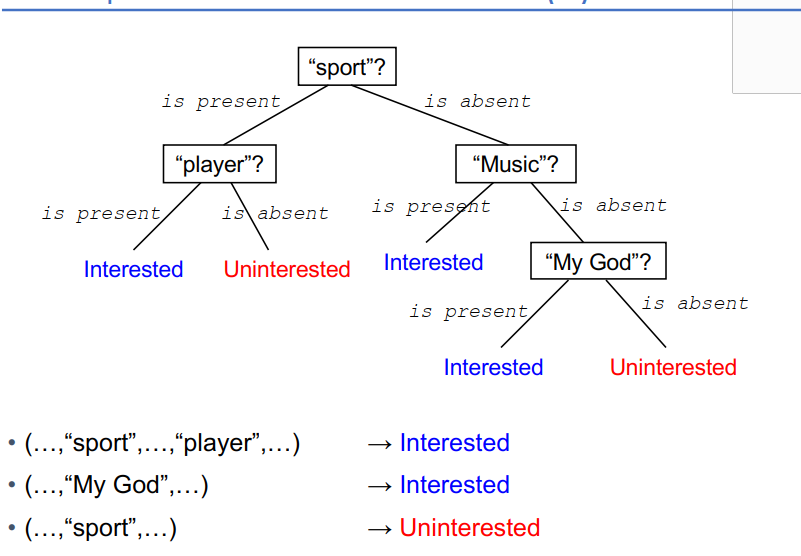 “sport”?
is present
is absent
“player”?
“Music”?
is present
is absent
is present
is absent
Interested
Uninterested
Interested
“My God”?
is present
is absent
Interested
Uninterested
• (…,“sport”,…,“player”,…) → Interested
• (…,“My God”,…) → Interested
• (…,“sport”,…) → Uninterested